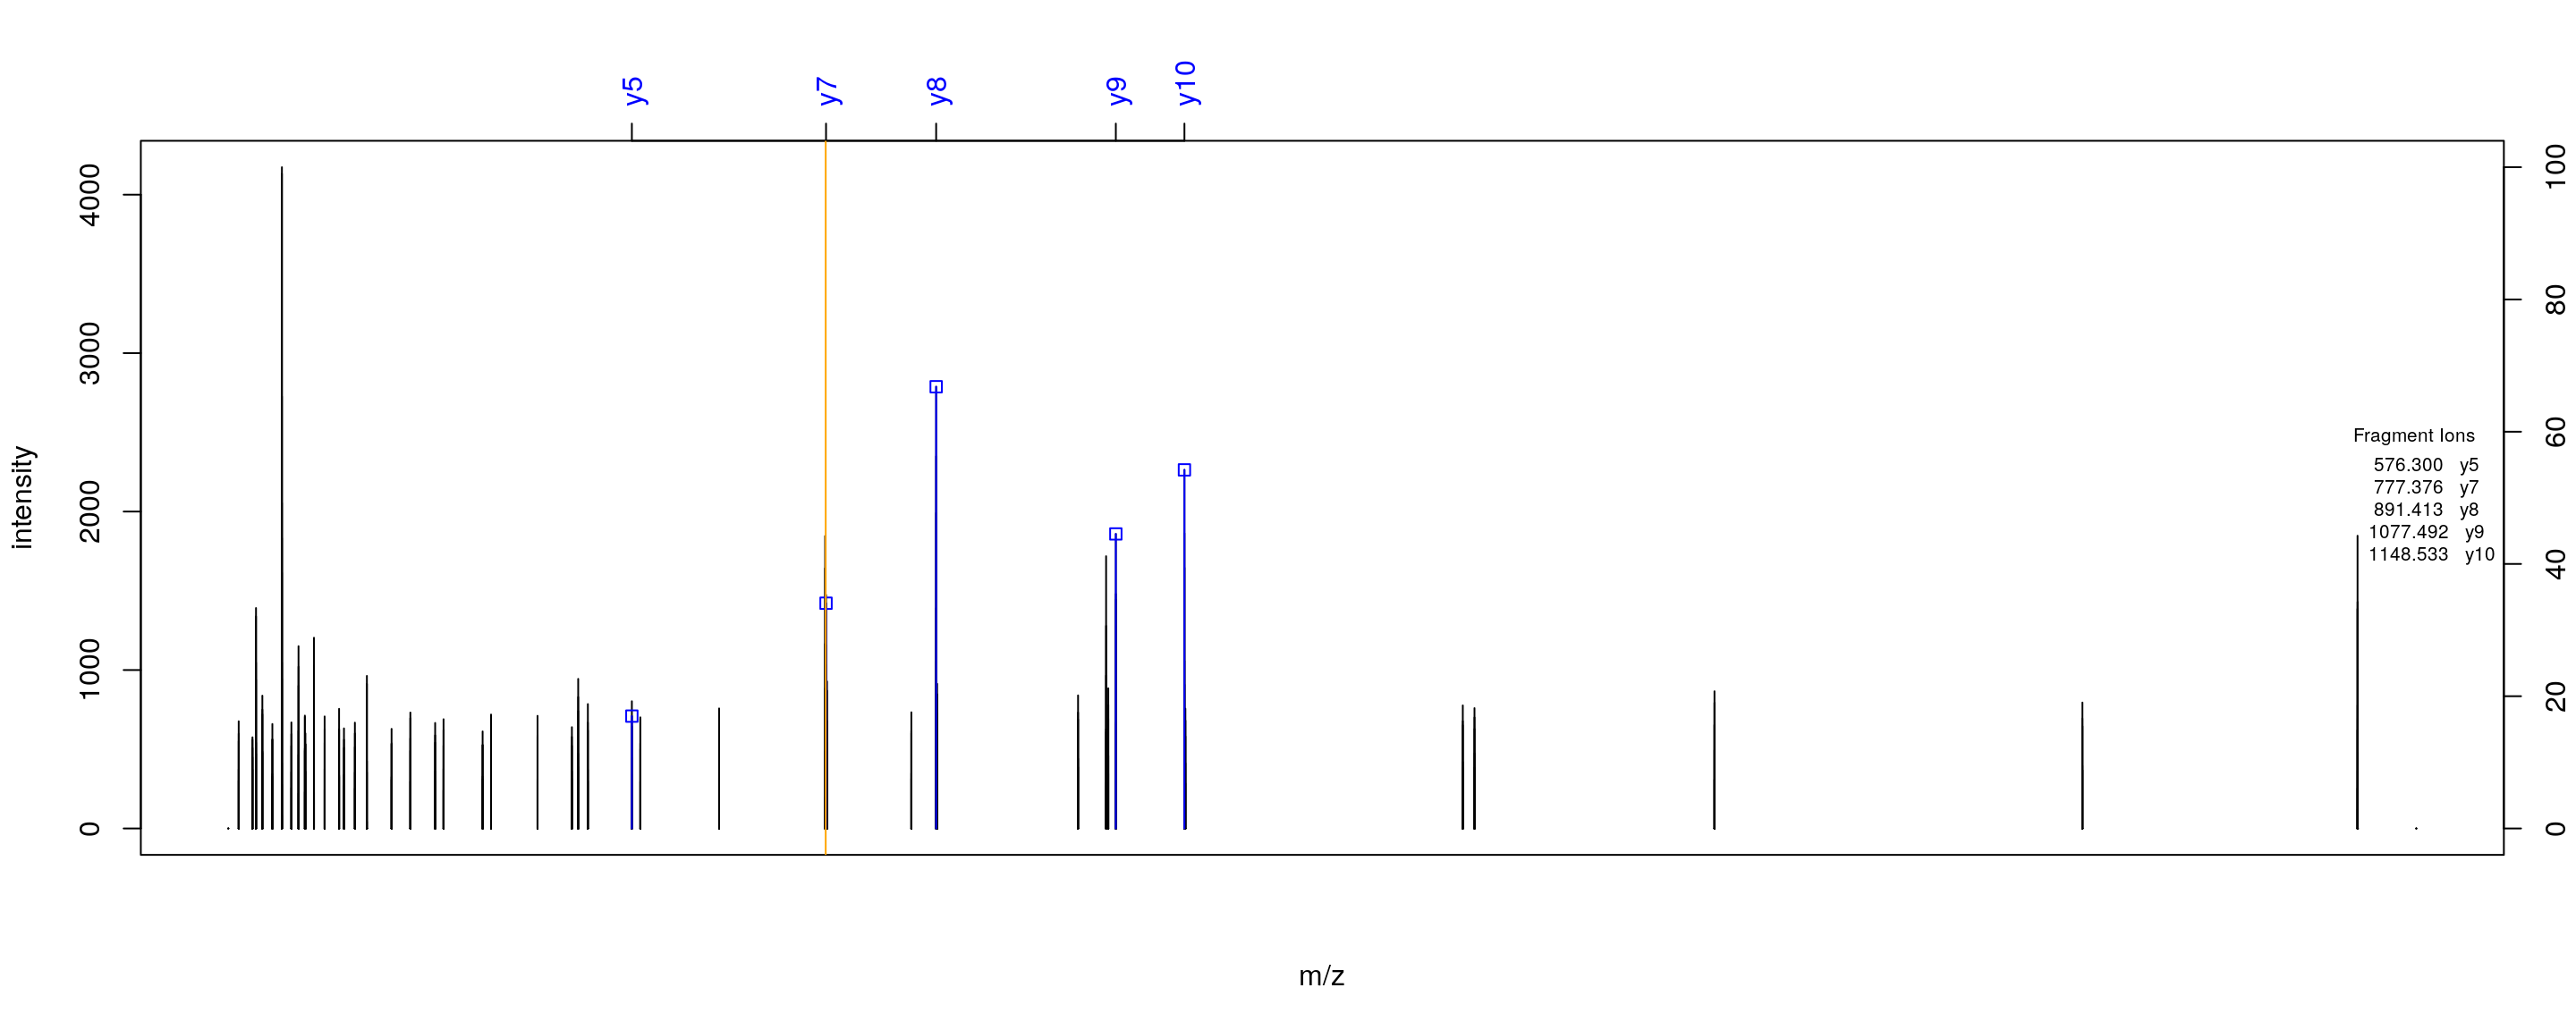 y5 y7 y8 y9 y10
4000
3000
2000
1000
0
intensity
100
80
60
40
20
0
Fragment Ions
576.300 y5
777.376 y7
891.413 y8
1077.492 y9
1148.533 y10
m/z